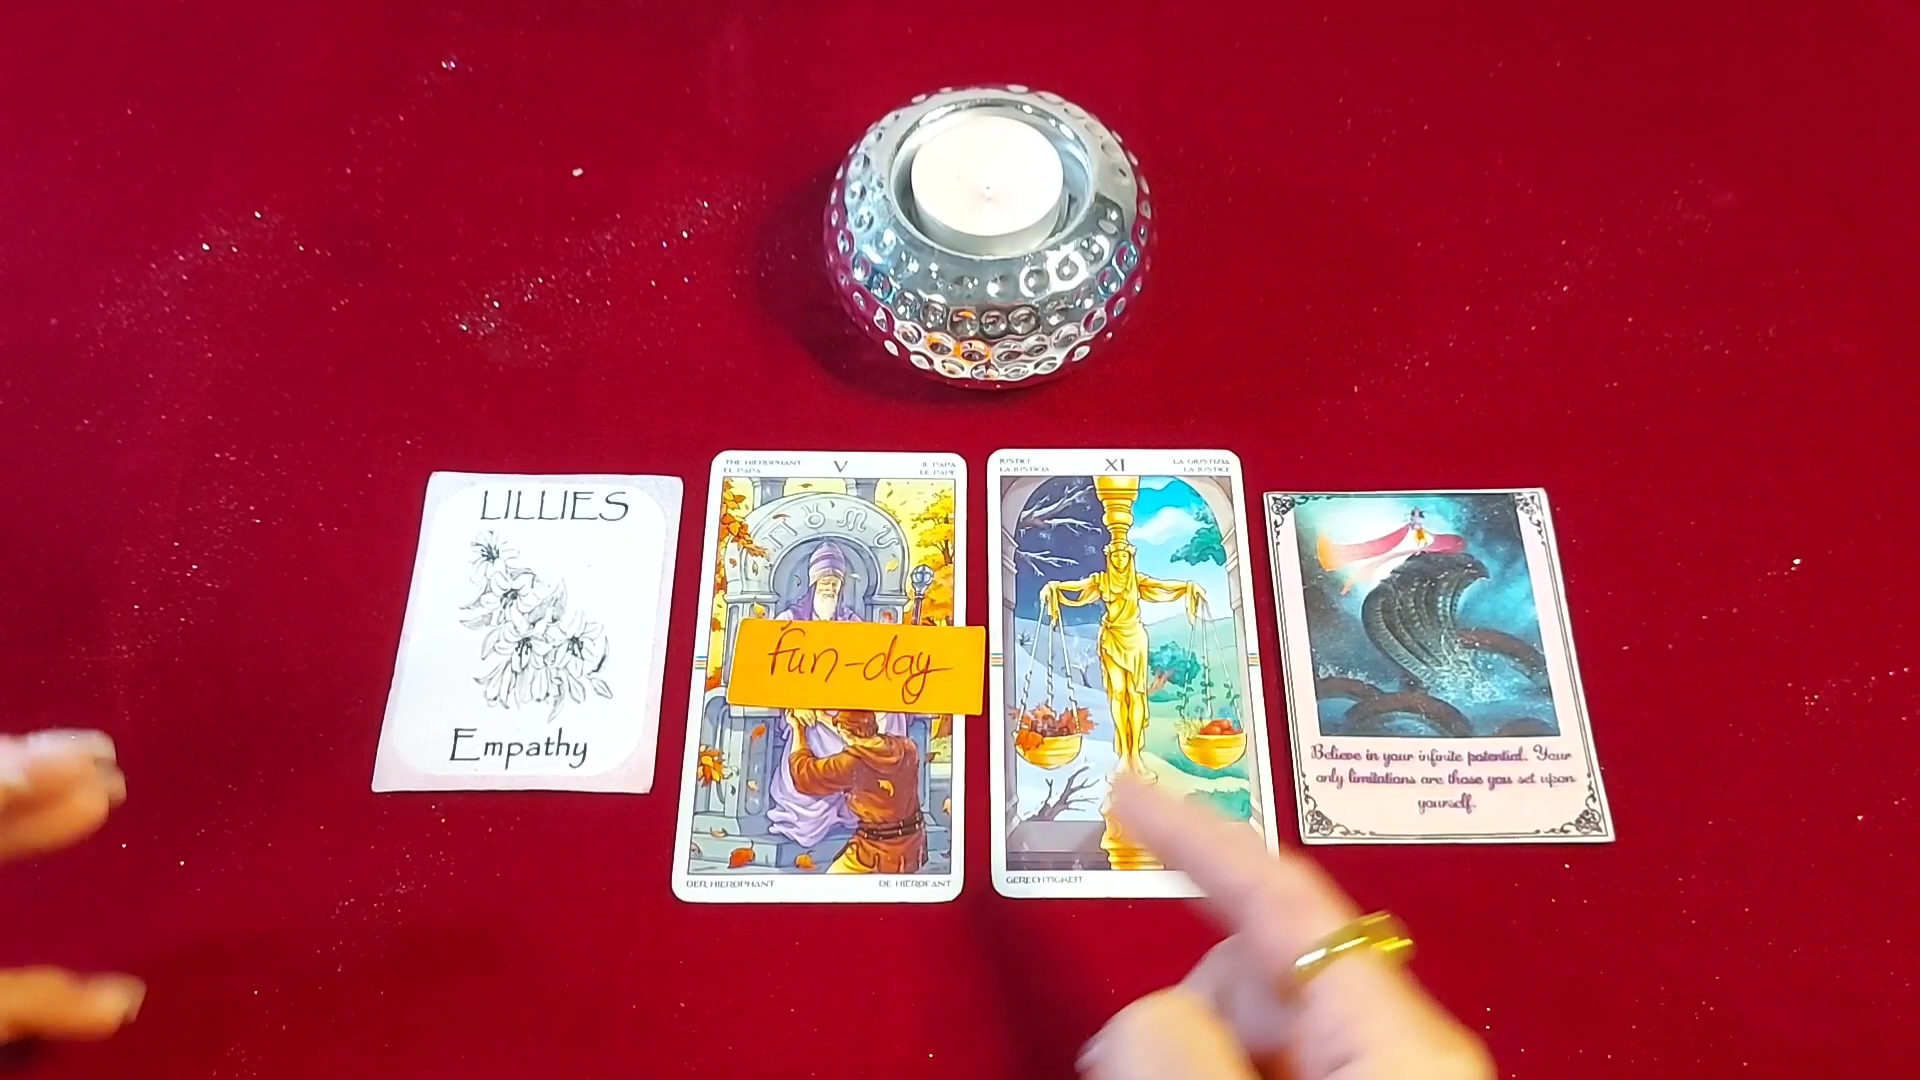 LILLIES
Empathy
THE HIEROPHANT
EL PAPA
V
IL PAPA
LE PAPE
fun-day
DER HIEROPHANT
DE HIËROFANT
JUSTICE
LA JUSTICIA
XI
LA GIUSTIZIA
LA JUSTICE
GERECHTIGKEIT
Believe in your infinite potential. Your
only limitations are those you set upon
yourself.